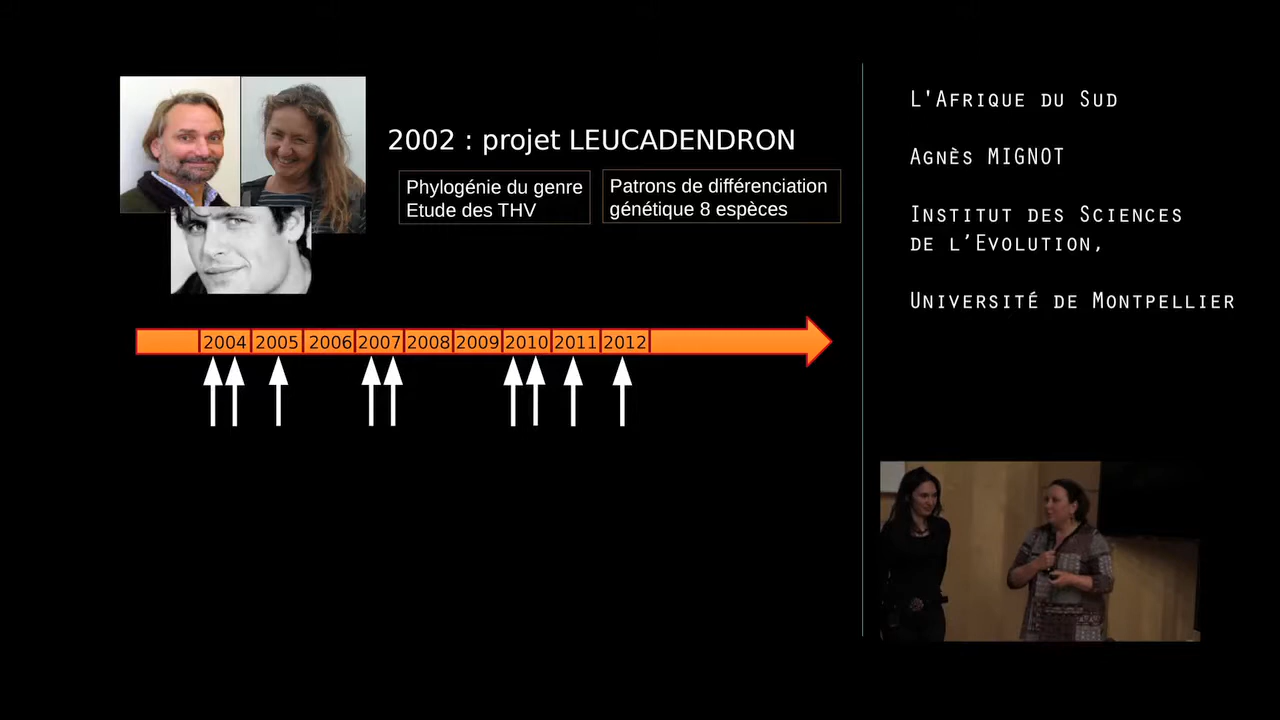 2002 : projet LEUCADENDRON
Phylogénie du genre
Etude des THV
Patrons de différenciation
génétique 8 espèces
2004 2005 2006 2007 2008 2009 2010 2011 2012
L'Afrique du Sud
Agnès MIGNOT
Institut des Sciences
de l'Evolution,
Université de Montpellier